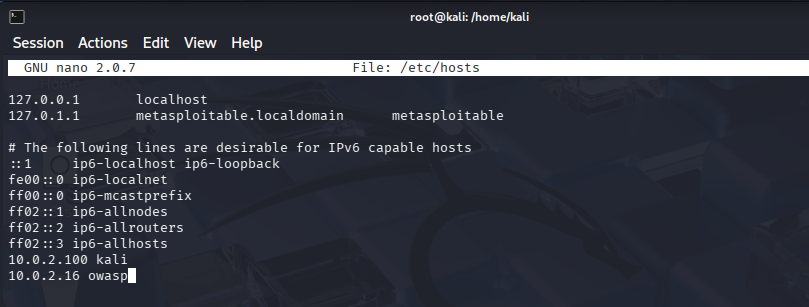 root@kali: /home/kali
Session Actions Edit View Help
GNU nano 2.0.7 File: /etc/hosts
127.0.0.1 localhost
127.0.1.1 metasploitable.localdomain metasploitable
# The following lines are desirable for IPv6 capable hosts
::1 ip6-localhost ip6-loopback
fe00::0 ip6-localnet
ff00::0 ip6-mcastprefix
ff02::1 ip6-allnodes
ff02::2 ip6-allrouters
ff02::3 ip6-allhosts
10.0.2.100 kali
10.0.2.16 owasp